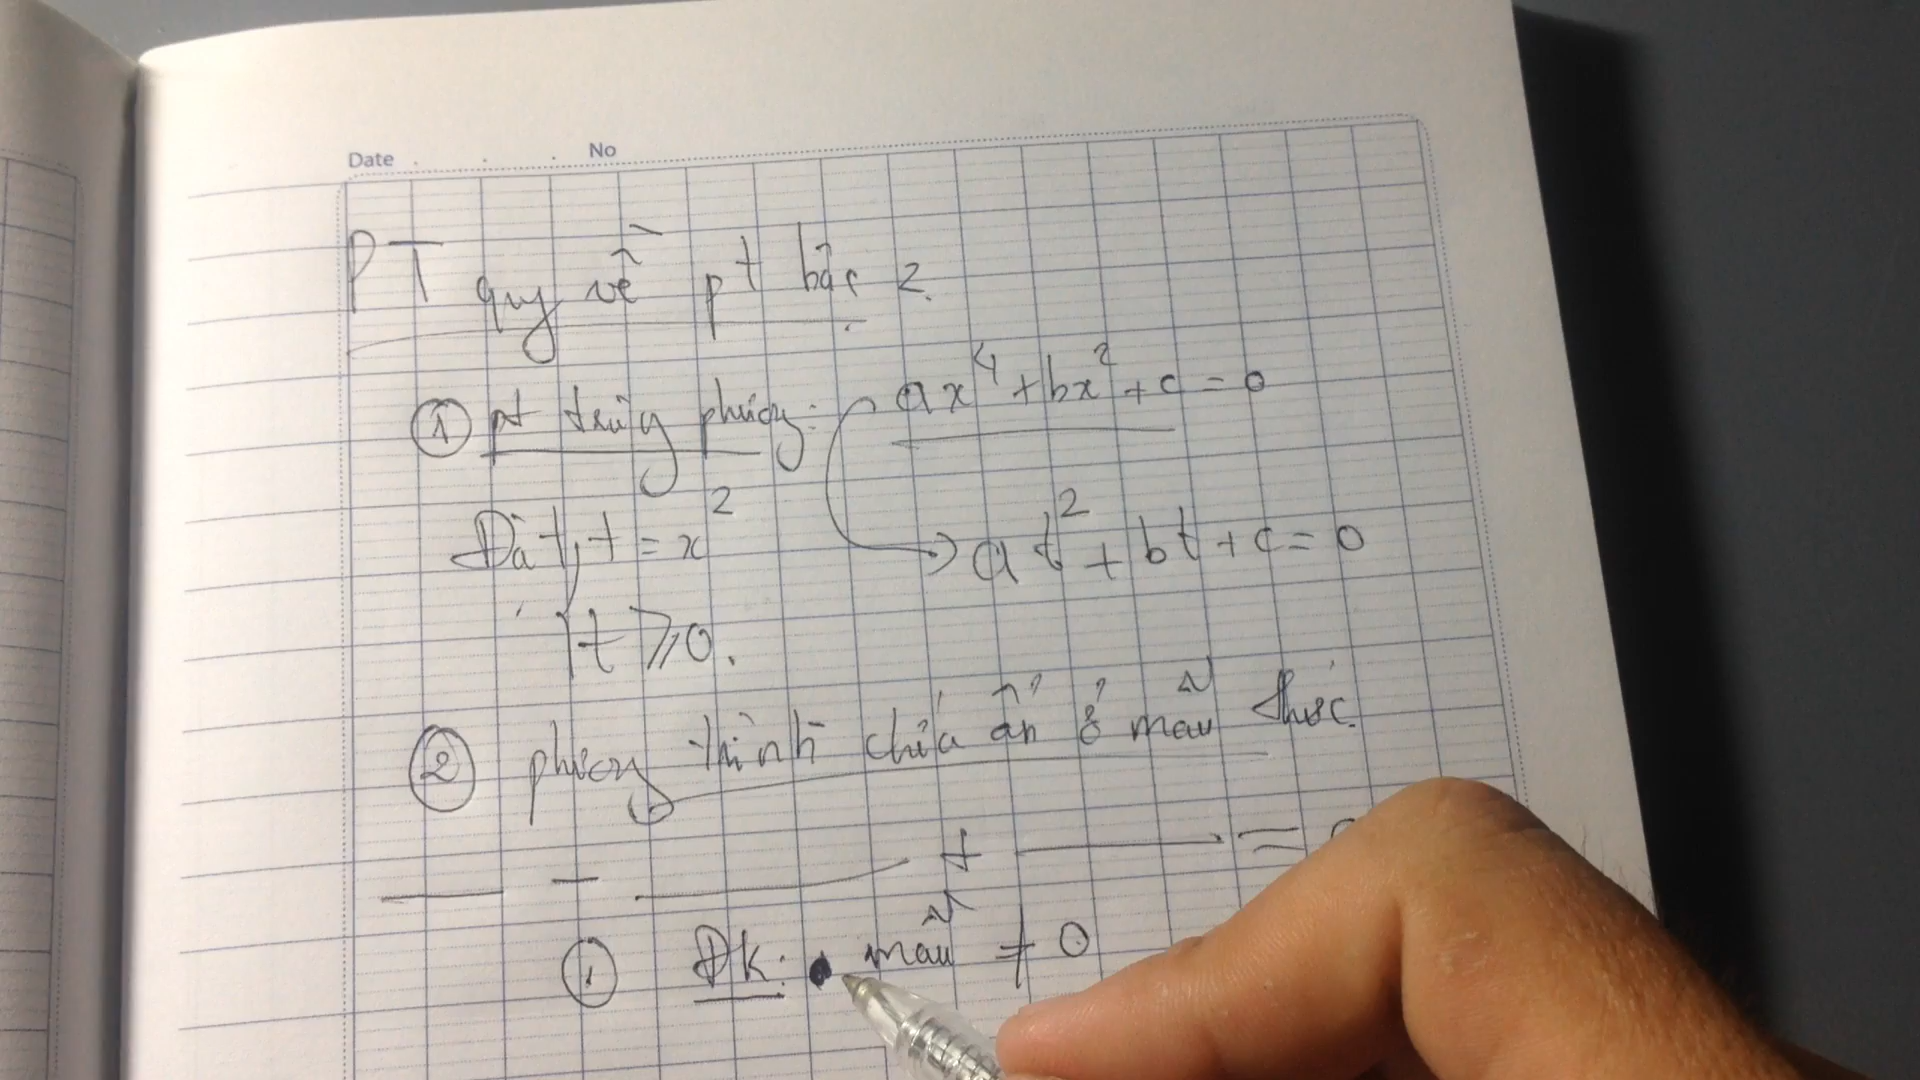 Date No
PT quy về pt bậc 2.
① pt trùng phương: ax⁴ + bx² + c = 0
Đặt t = x² → at² + bt + c = 0
t ⩾ 0.
② phương trình chứa ẩn ở mẫu thức.
— - — + — =
① ĐK: mẫu ≠ 0